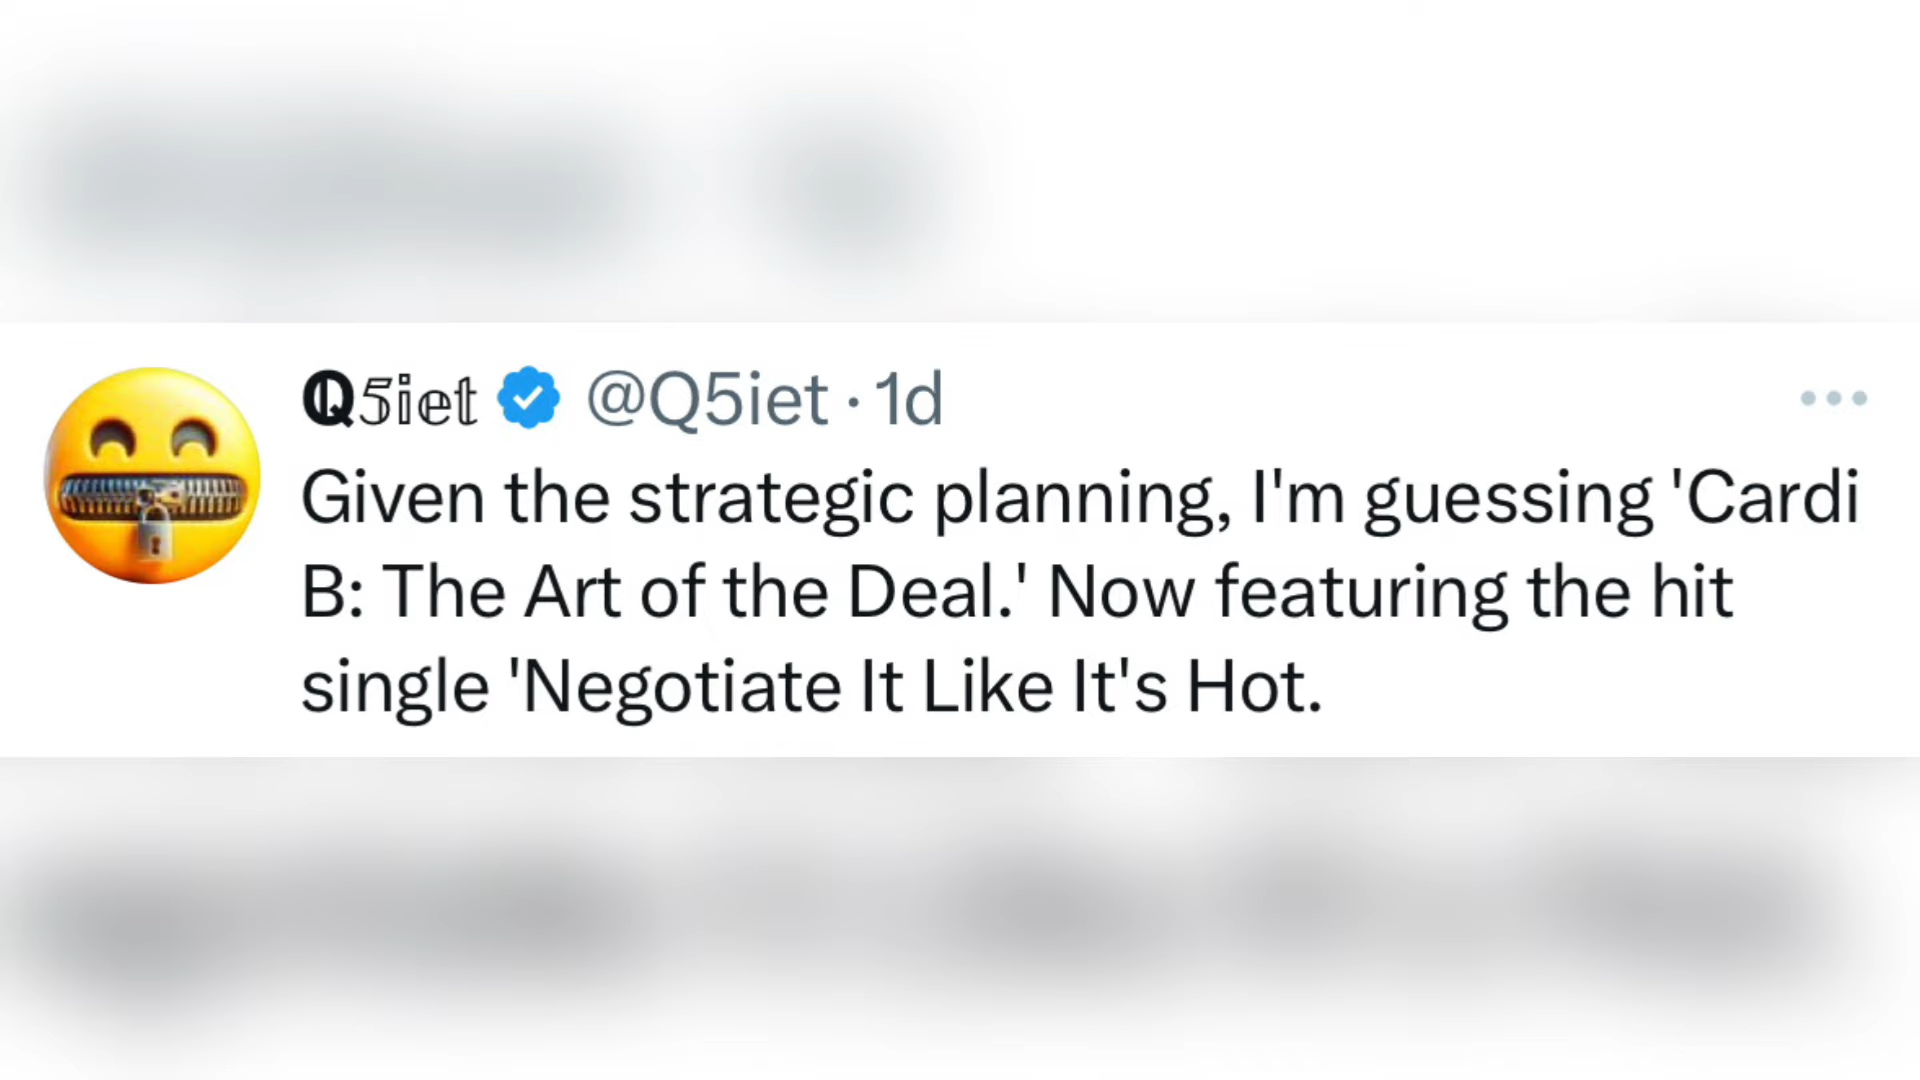 Q5iet @Q5iet · 1d
Given the strategic planning, I'm guessing 'Cardi
B: The Art of the Deal.' Now featuring the hit
single 'Negotiate It Like It's Hot.